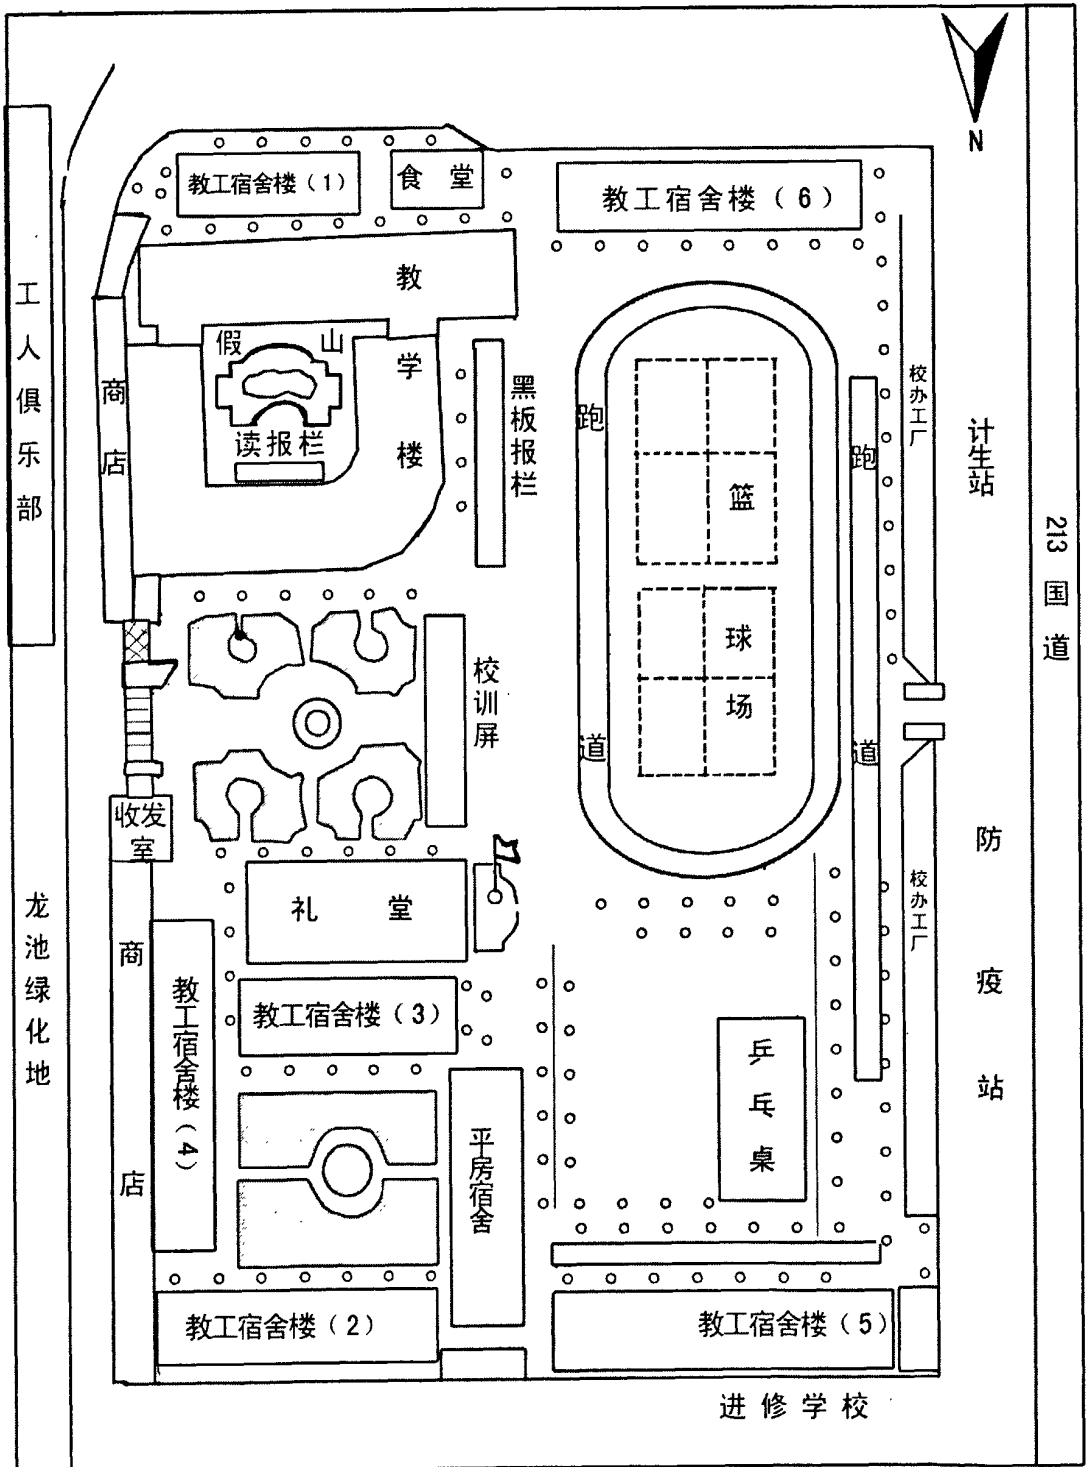 N
教工宿舍楼（1）
食堂
教工宿舍楼（6）
教学楼
假山
读报栏
黑板报栏
商店
工人俱乐部
跑道
篮球场
跑道
校办工厂
计生站
213国道
校训屏
收发室
礼堂
校办工厂
防疫站
龙池绿化地
商店
教工宿舍楼（4）
教工宿舍楼（3）
平房宿舍
乒乓桌
教工宿舍楼（2）
教工宿舍楼（5）
进修学校